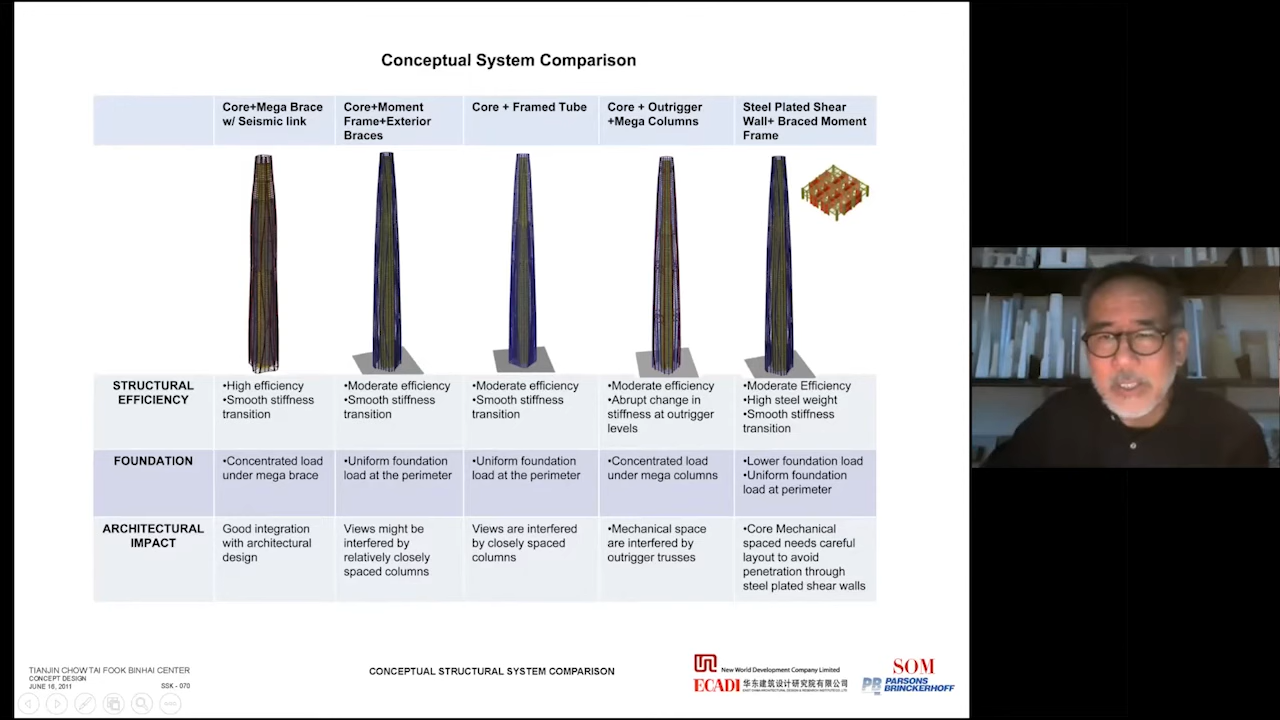 Conceptual System Comparison
Core+Mega Brace
w/ Seismic link
Core+Moment
Frame+Exterior
Braces
Core + Framed Tube
Core + Outrigger
+Mega Columns
Steel Plated Shear
Wall+ Braced Moment
Frame
STRUCTURAL
EFFICIENCY
•High efficiency
•Smooth stiffness
transition
•Moderate efficiency
•Smooth stiffness
transition
•Moderate efficiency
•Smooth stiffness
transition
•Moderate efficiency
•Abrupt change in
stiffness at outrigger
levels
•Moderate Efficiency
•High steel weight
•Smooth stiffness
transition
FOUNDATION
•Concentrated load
under mega brace
•Uniform foundation
load at the perimeter
•Uniform foundation
load at the perimeter
•Concentrated load
under mega columns
•Lower foundation load
•Uniform foundation
load at perimeter
ARCHITECTURAL
IMPACT
Good integration
with architectural
design
Views might be
interfered by
relatively closely
spaced columns
Views are interfered
by closely spaced
columns
•Mechanical space
are interfered by
outrigger trusses
•Core Mechanical
spaced needs careful
layout to avoid
penetration through
steel plated shear walls
TIANJIN CHOW TAI FOOK BINHAI CENTER
CONCEPT DESIGN
JUNE 16, 2011
SSK - 070
CONCEPTUAL STRUCTURAL SYSTEM COMPARISON
New World Development Company Limited
ECADI 华东建筑设计研究院有限公司
SOM
PB PARSONS
BRINCKERHOFF